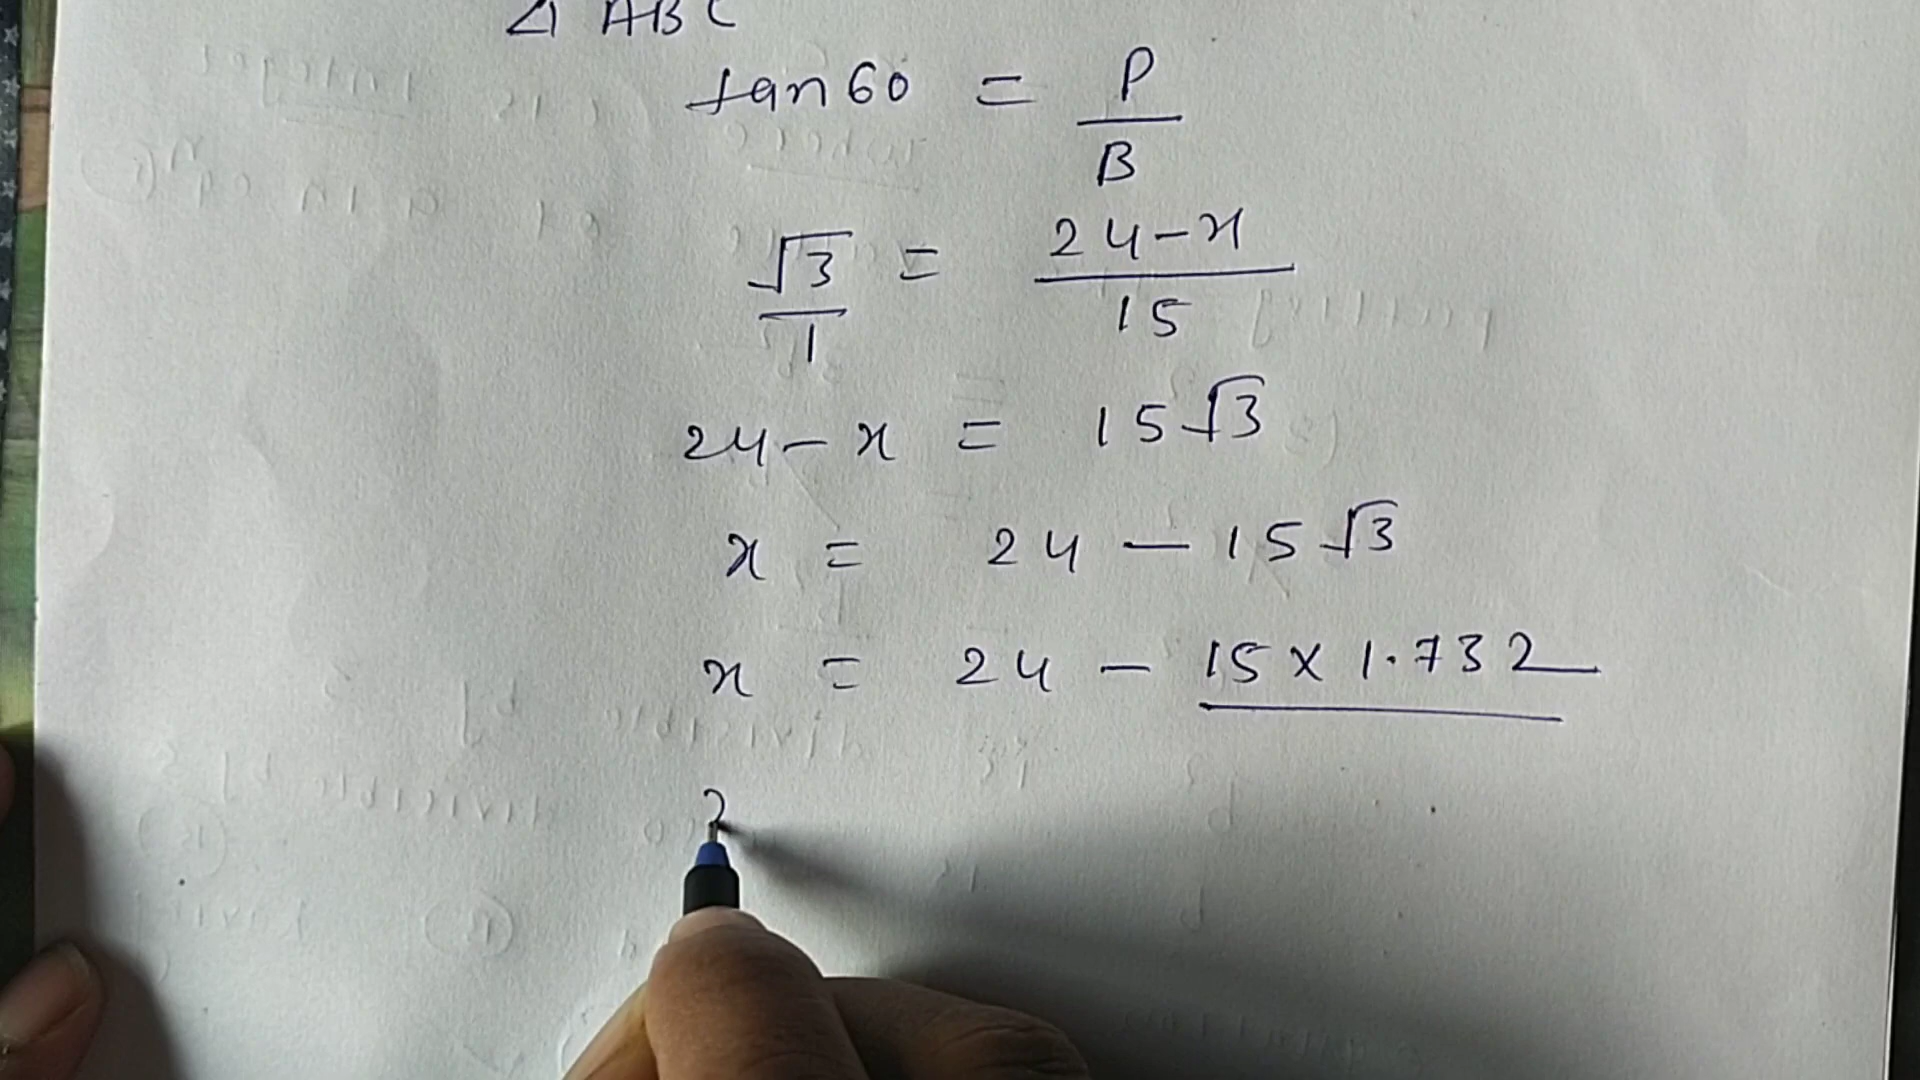 △ ABC
tan 60 = P/B
√3/1 = 24-x/15
24 - x = 15√3
x = 24 - 15√3
x = 24 - 15 × 1.732